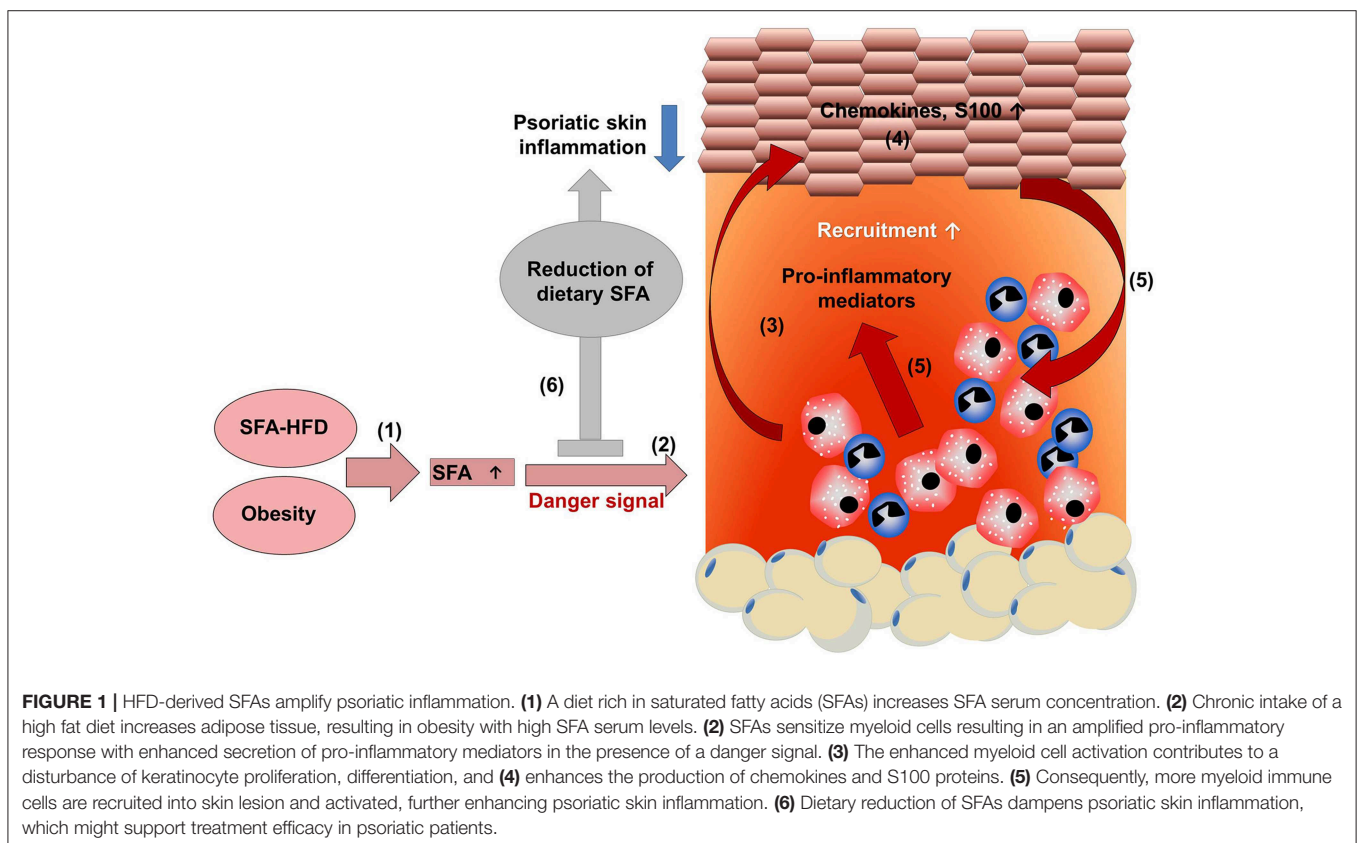 Chemokines, S100 ↑
(4)
Psoriatic skin
inflammation
Recruitment ↑
Reduction of
dietary SFA
Pro-inflammatory
mediators
(5)
(3)
(5)
(6)
SFA-HFD
(1)
(2)
SFA ↑
Danger signal
Obesity
FIGURE 1 | HFD-derived SFAs amplify psoriatic inflammation. (1) A diet rich in saturated fatty acids (SFAs) increases SFA serum concentration. (2) Chronic intake of a
high fat diet increases adipose tissue, resulting in obesity with high SFA serum levels. (2) SFAs sensitize myeloid cells resulting in an amplified pro-inflammatory
response with enhanced secretion of pro-inflammatory mediators in the presence of a danger signal. (3) The enhanced myeloid cell activation contributes to a
disturbance of keratinocyte proliferation, differentiation, and (4) enhances the production of chemokines and S100 proteins. (5) Consequently, more myeloid immune
cells are recruited into skin lesion and activated, further enhancing psoriatic skin inflammation. (6) Dietary reduction of SFAs dampens psoriatic skin inflammation,
which might support treatment efficacy in psoriatic patients.